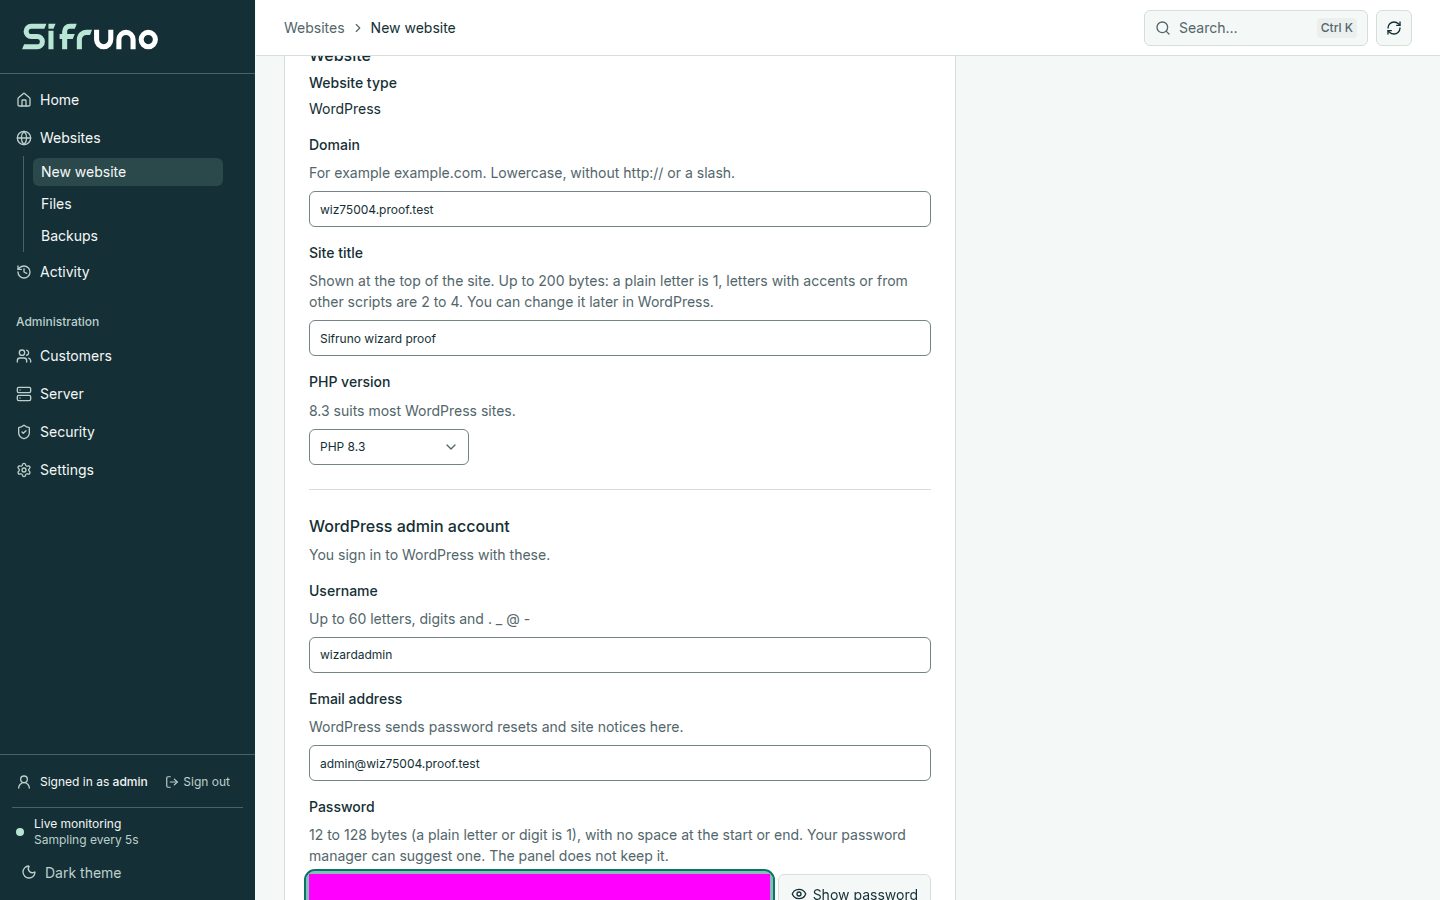 Sifruno
Websites > New website
Search...
Ctrl K
Home
Websites
New website
Files
Backups
Activity
Administration
Customers
Server
Security
Settings
Signed in as admin
Sign out
Live monitoring
Sampling every 5s
Dark theme
Website
Website type
WordPress
Domain
For example example.com. Lowercase, without http:// or a slash.
wiz75004.proof.test
Site title
Shown at the top of the site. Up to 200 bytes: a plain letter is 1, letters with accents or from
other scripts are 2 to 4. You can change it later in WordPress.
Sifruno wizard proof
PHP version
8.3 suits most WordPress sites.
PHP 8.3
WordPress admin account
You sign in to WordPress with these.
Username
Up to 60 letters, digits and . _ @ -
wizardadmin
Email address
WordPress sends password resets and site notices here.
admin@wiz75004.proof.test
Password
12 to 128 bytes (a plain letter or digit is 1), with no space at the start or end. Your password
manager can suggest one. The panel does not keep it.
Show password